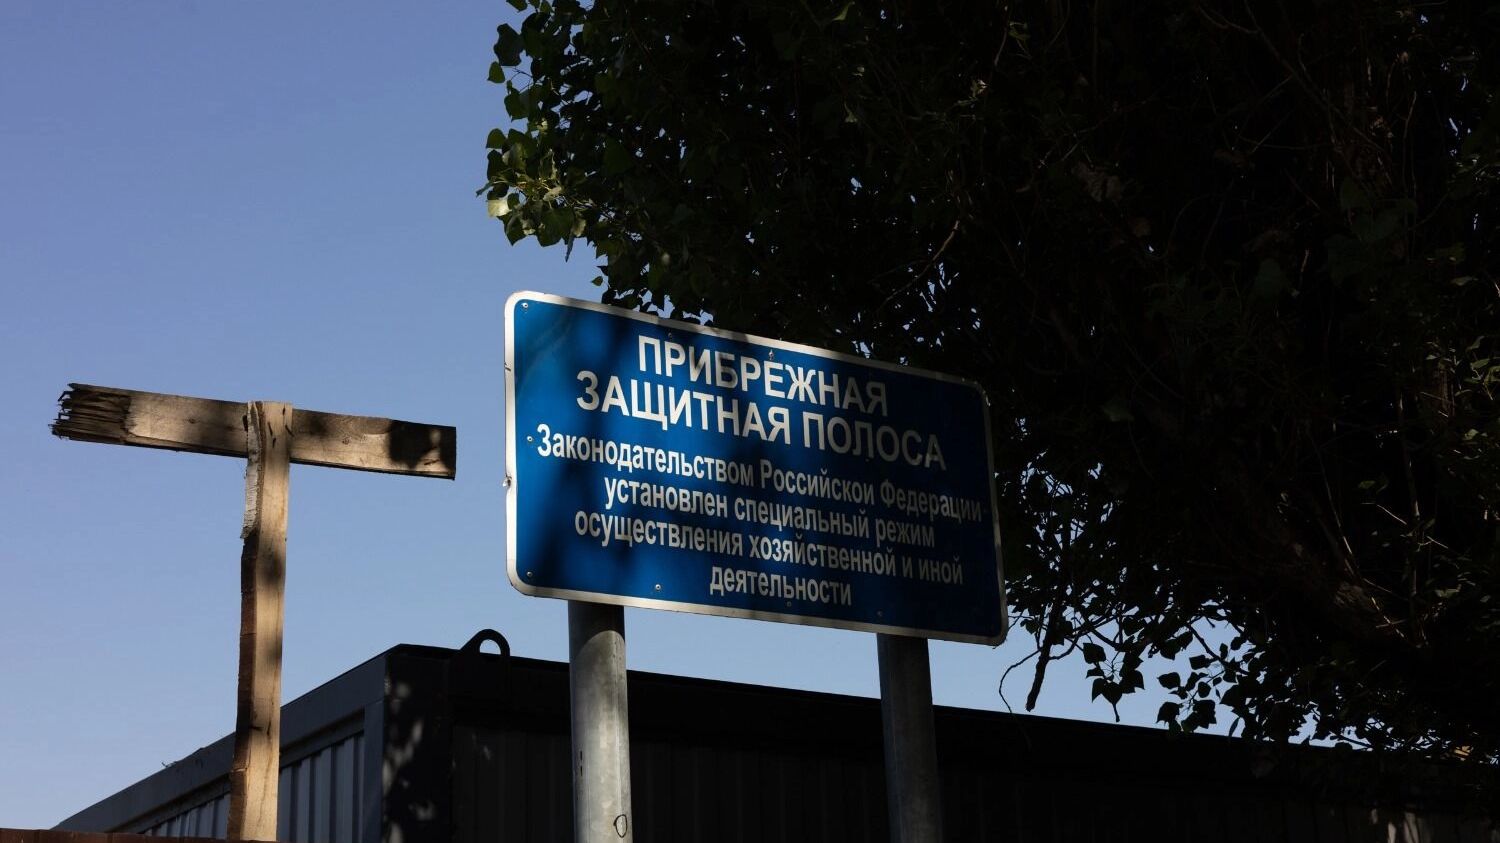 ПРИБРЕЖНАЯ
ЗАЩИТНАЯ ПОЛОСА
Законодательством Российской Федерации
установлен специальный режим
осуществления хозяйственной и иной
деятельности